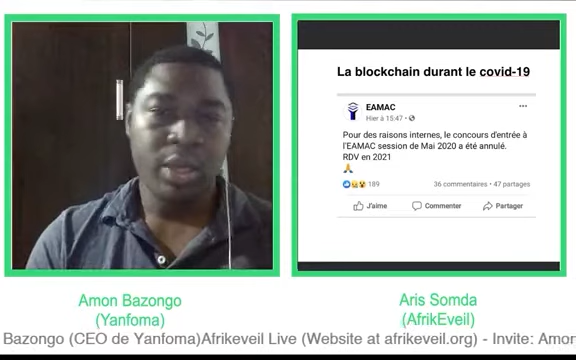 La blockchain durant le covid-19
EAMAC
Hier à 15:47 •
Pour des raisons internes, le concours d'entrée à
l'EAMAC session de Mai 2020 a été annulé.
RDV en 2021
189
36 commentaires • 47 partages
J'aime
Commenter
Partager
Amon Bazongo
(Yanfoma)
Aris Somda
(AfrikEveil)
Bazongo (CEO de Yanfoma)Afrikeveil Live (Website at afrikeveil.org) - Invite: Amon